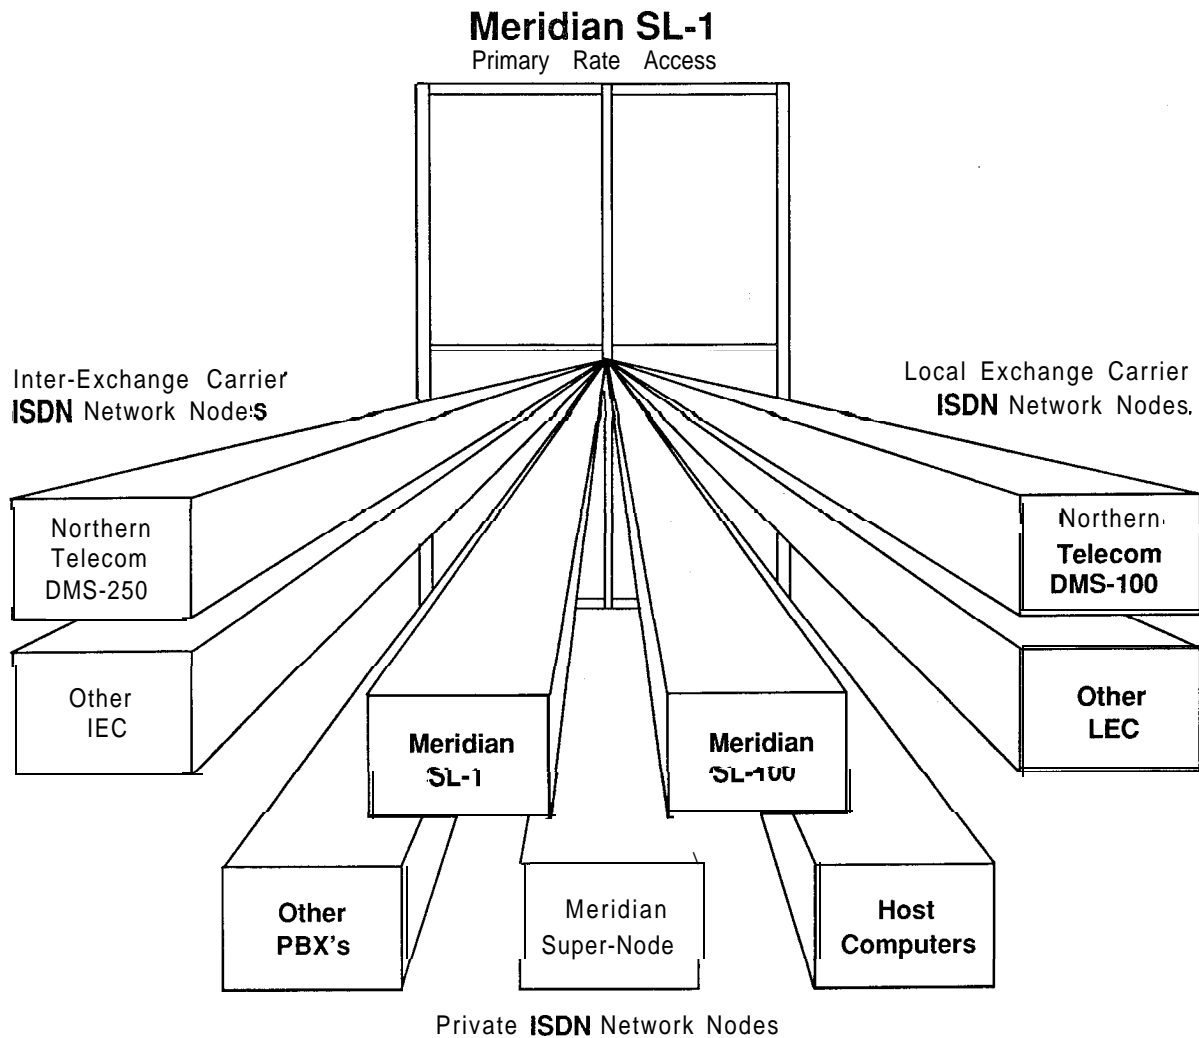 Meridian SL-1
Primary Rate Access
Inter-Exchange Carrier
ISDN Network Nodes
Local Exchange Carrier
ISDN Network Nodes
Northern
Telecom
DMS-250
Northern
Telecom
DMS-100
Other
IEC
Other
LEC
Meridian
SL-1
Meridian
SL-100
Other
PBX's
Meridian
Super-Node
Host
Computers
Private ISDN Network Nodes